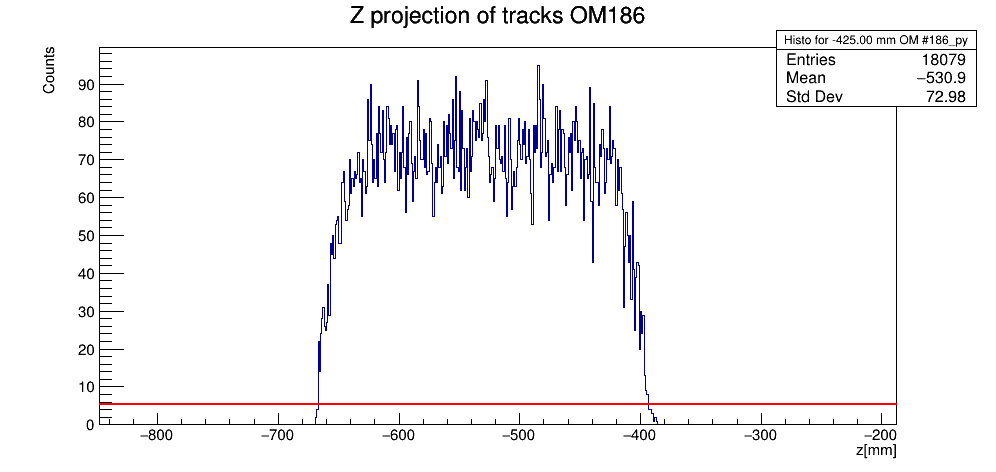 Z projection of tracks OM186
Histo for -425.00 mm OM #186_py
Entries 18079
Mean −530.9
Std Dev 72.98
Counts
90
80
70
60
50
40
30
20
10
0
−800 −700 −600 −500 −400 −300 −200
z[mm]